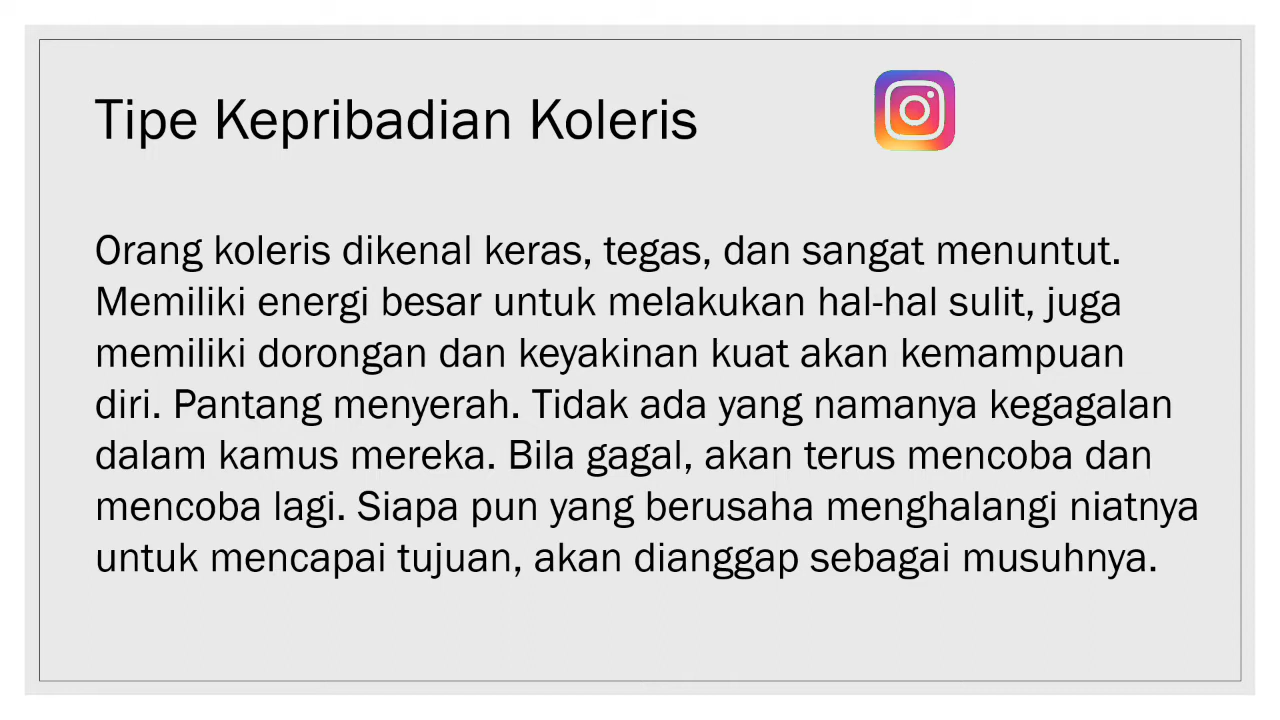 Tipe Kepribadian Koleris
Orang koleris dikenal keras, tegas, dan sangat menuntut.
Memiliki energi besar untuk melakukan hal-hal sulit, juga
memiliki dorongan dan keyakinan kuat akan kemampuan
diri. Pantang menyerah. Tidak ada yang namanya kegagalan
dalam kamus mereka. Bila gagal, akan terus mencoba dan
mencoba lagi. Siapa pun yang berusaha menghalangi niatnya
untuk mencapai tujuan, akan dianggap sebagai musuhnya.